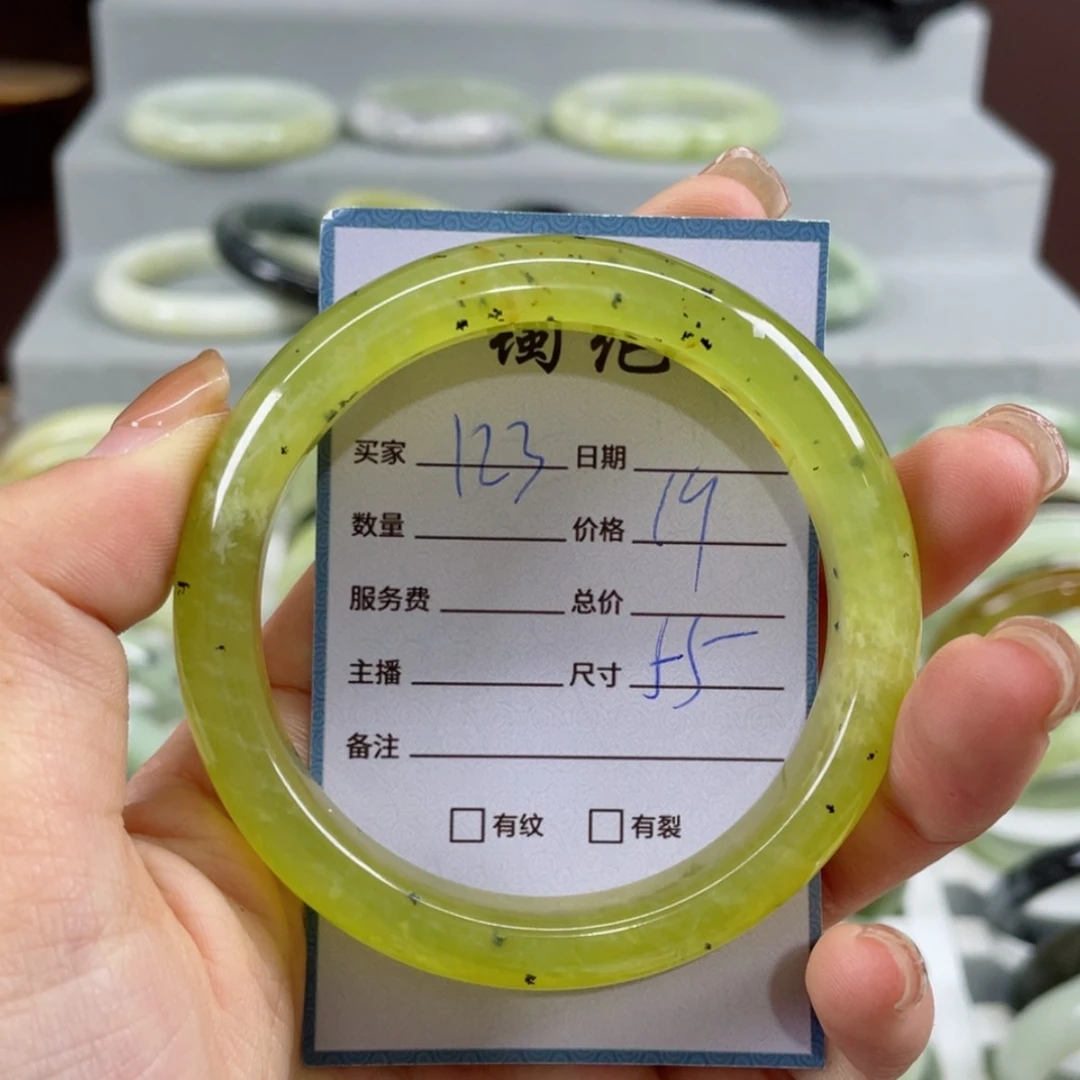 买家 123 日期
数量 价格 19
服务费 总价
主播 尺寸 55
备注
有纹 有裂